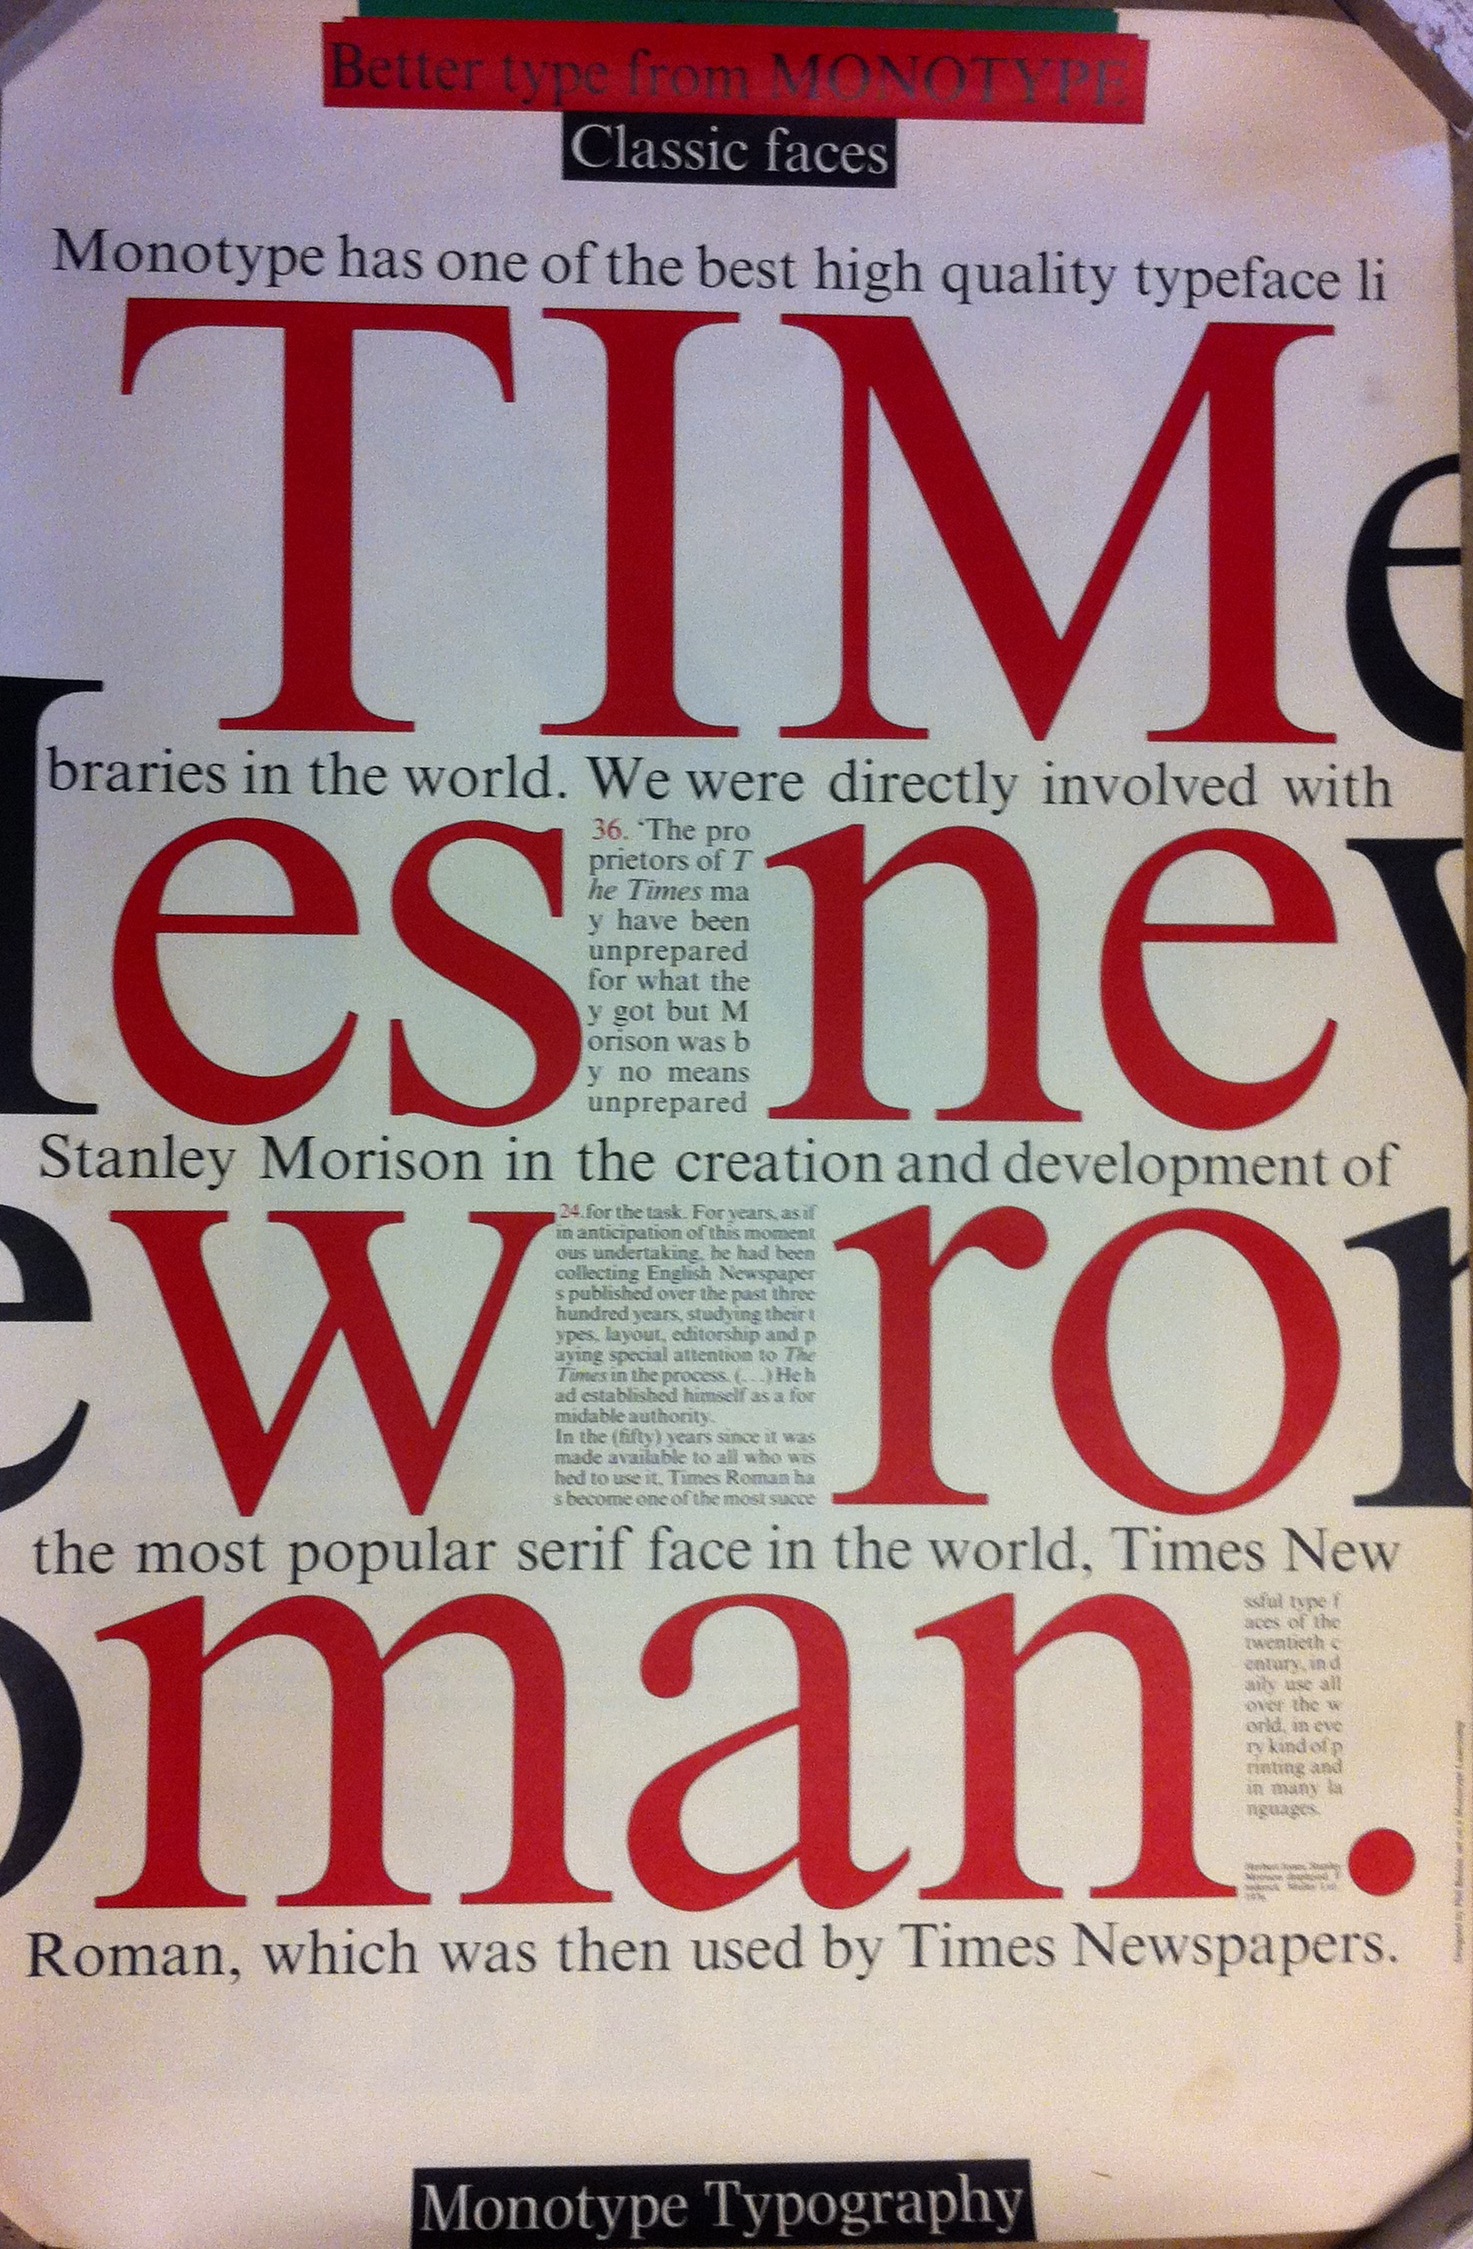 Better type from MONOTYPE
Classic faces
Monotype has one of the best high quality typeface li
TIMe
braries in the world. We were directly involved with
es ne
36. ‘The pro
prietors of T
he Times ma
y have been
unprepared
for what the
y got but M
orison was b
y no means
unprepared
Stanley Morison in the creation and development of
w ro
24.for the task. For years, as if
in anticipation of this moment
ous undertaking, he had been
collecting English Newspaper
s published over the past three
hundred years, studying their t
ypes, layout, editorship and p
aying special attention to The
Times in the process. (. . .) He h
ad established himself as a for
midable authority.
In the (fifty) years since it was
made available to all who wis
hed to use it, Times Roman ha
s become one of the most succe
the most popular serif face in the world, Times New
man.
ssful type f
aces of the
twentieth c
entury, in d
aily use all
over the w
orld, in eve
ry kind of p
rinting and
in many la
nguages.
Roman, which was then used by Times Newspapers.
Monotype Typography